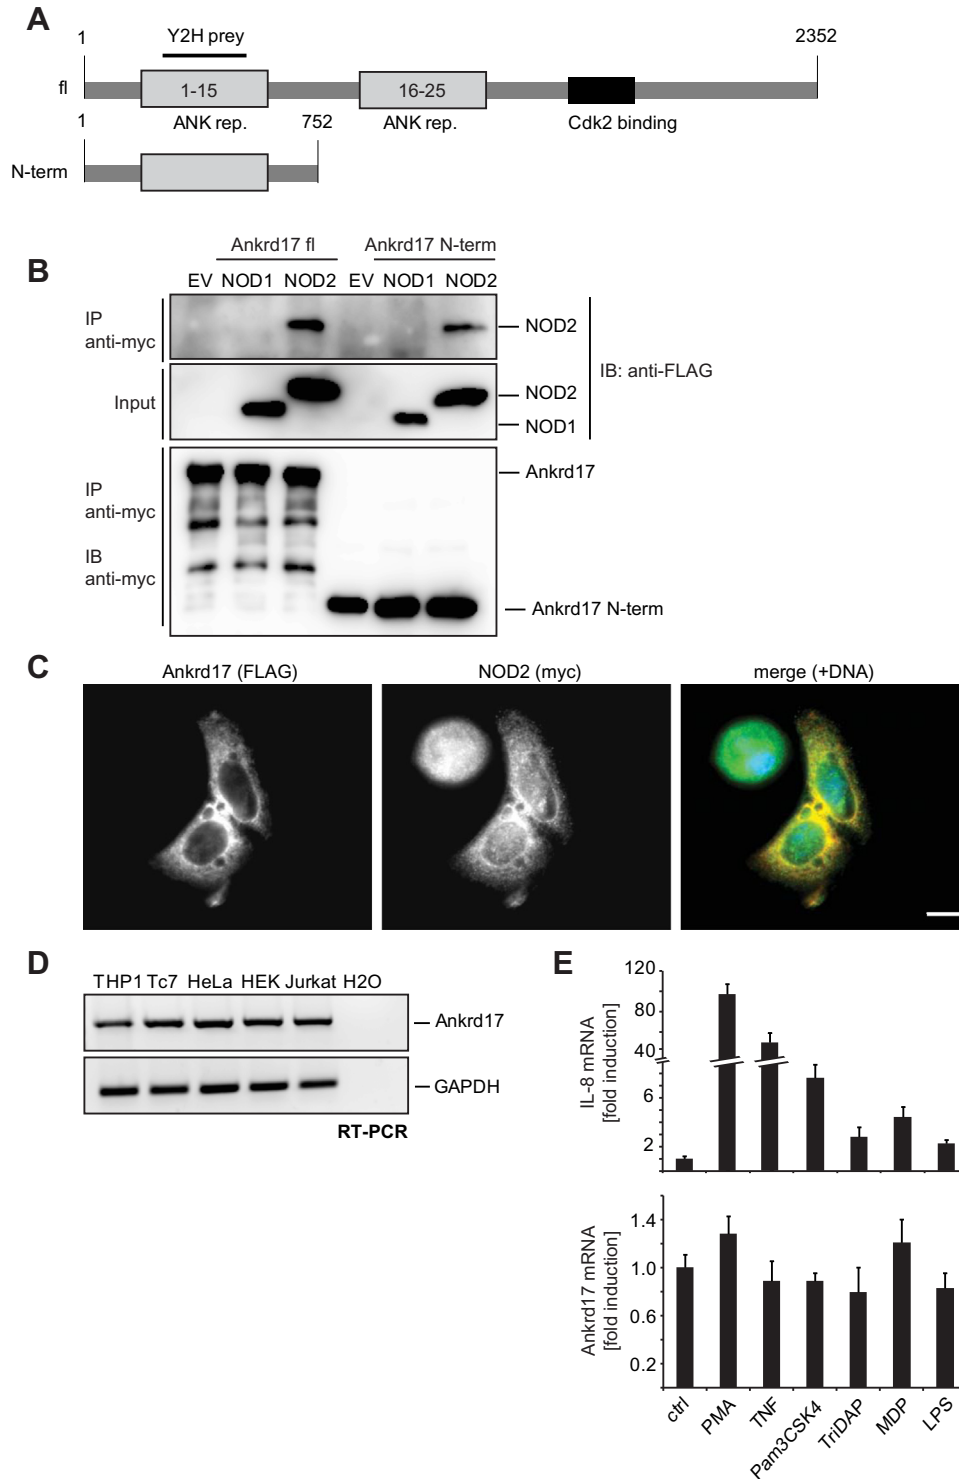 A
1 Y2H prey 2352
fl 1-15 16-25
ANK rep. ANK rep. Cdk2 binding
1 752
N-term
B
Ankrd17 fl Ankrd17 N-term
EV NOD1 NOD2 EV NOD1 NOD2
IP
anti-myc
NOD2
IB: anti-FLAG
Input
NOD2
NOD1
IP
anti-myc
IB
anti-myc
Ankrd17
Ankrd17 N-term
C
Ankrd17 (FLAG) NOD2 (myc) merge (+DNA)
D
THP1 Tc7 HeLa HEK Jurkat H2O
Ankrd17
GAPDH
RT-PCR
E
IL-8 mRNA
[fold induction]
120
80
40
6
2
Ankrd17 mRNA
[fold induction]
1.4
1.0
0.6
0.2
ctrl PMA TNF Pam3CSK4 TriDAP MDP LPS